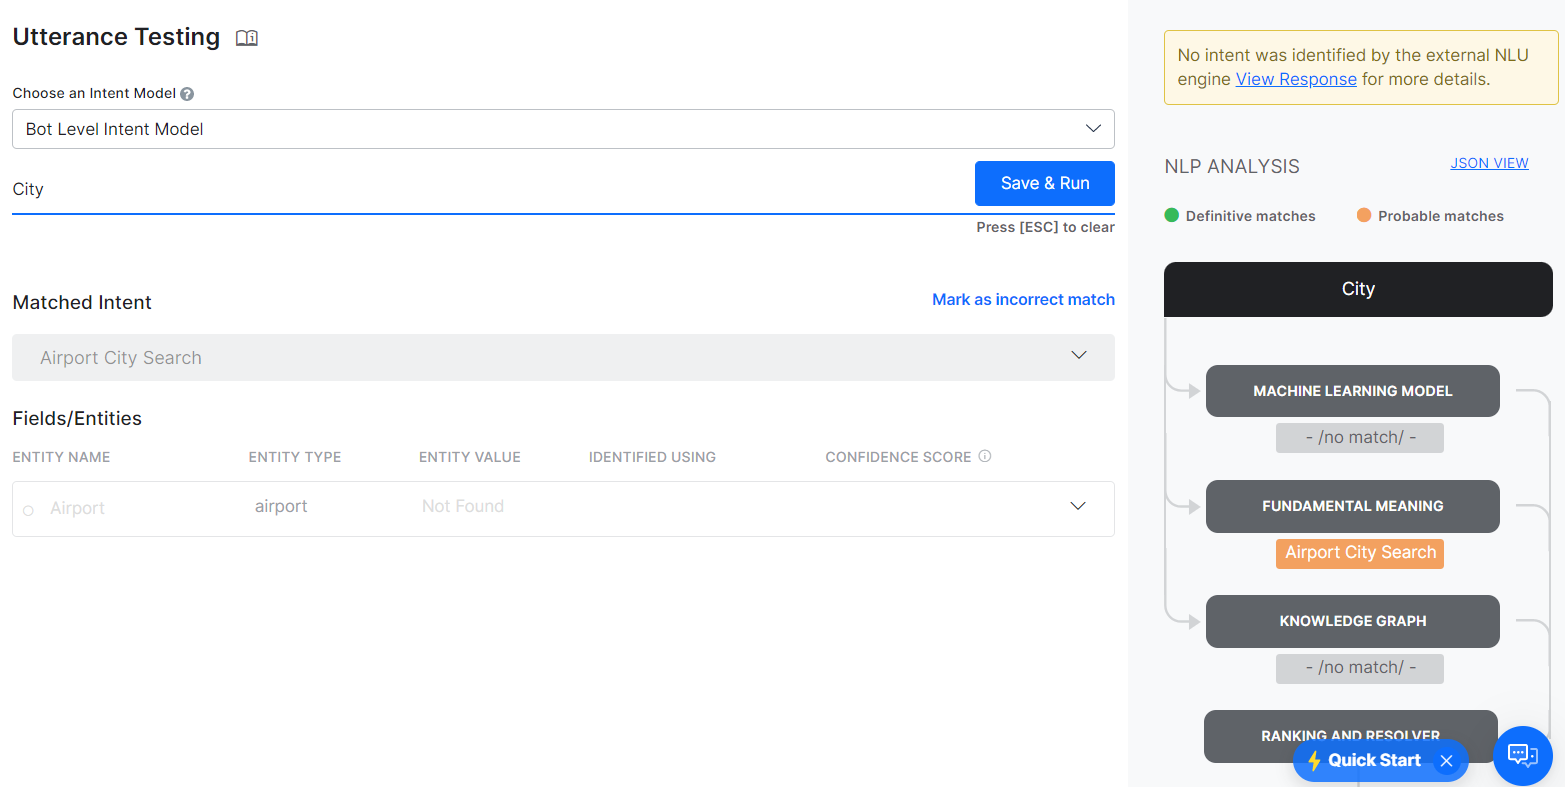 Utterance Testing
Choose an Intent Model ?
Bot Level Intent Model
City
Save & Run
Press [ESC] to clear
Matched Intent
Mark as incorrect match
Airport City Search
Fields/Entities
ENTITY NAME ENTITY TYPE ENTITY VALUE IDENTIFIED USING CONFIDENCE SCORE
Airport airport Not Found
No intent was identified by the external NLU
engine View Response for more details.
NLP ANALYSIS
JSON VIEW
Definitive matches
Probable matches
City
MACHINE LEARNING MODEL
- /no match/ -
FUNDAMENTAL MEANING
Airport City Search
KNOWLEDGE GRAPH
- /no match/ -
RANKING AND RESOLVER
Quick Start